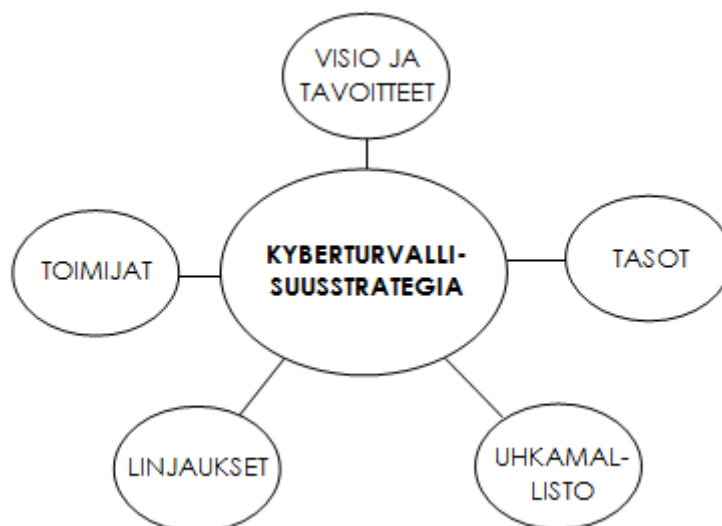 VISIO JA
TAVOITTEET
KYBERTURVALLI-
SUUSSTRATEGIA
TOIMIJAT
TASOT
LINJAUKSET
UHKAMAL-
LISTO